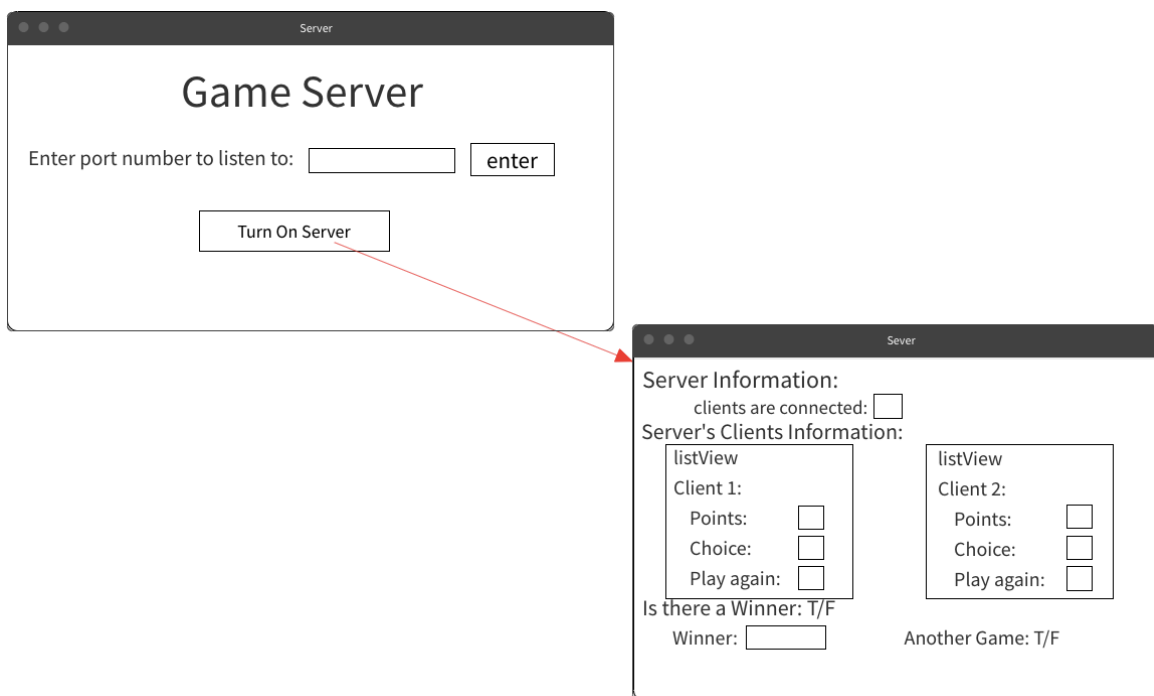 Server
Game Server
Enter port number to listen to: enter
Turn On Server
Sever
Server Information:
clients are connected:
Server's Clients Information:
listView
Client 1:
Points:
Choice:
Play again:
listView
Client 2:
Points:
Choice:
Play again:
Is there a Winner: T/F
Winner:
Another Game: T/F